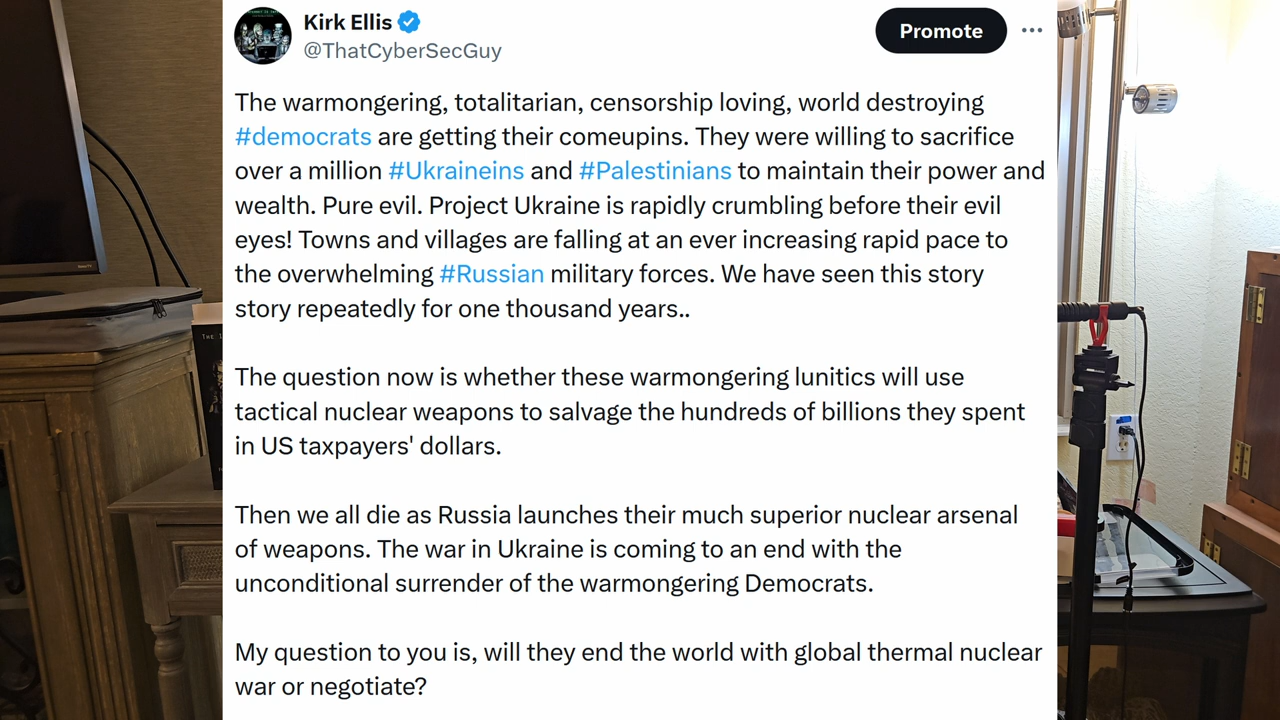 Kirk Ellis
@ThatCyberSecGuy
Promote
The warmongering, totalitarian, censorship loving, world destroying
#democrats are getting their comeupins. They were willing to sacrifice
over a million #Ukraineins and #Palestinians to maintain their power and
wealth. Pure evil. Project Ukraine is rapidly crumbling before their evil
eyes! Towns and villages are falling at an ever increasing rapid pace to
the overwhelming #Russian military forces. We have seen this story
story repeatedly for one thousand years..
The question now is whether these warmongering lunitics will use
tactical nuclear weapons to salvage the hundreds of billions they spent
in US taxpayers' dollars.
Then we all die as Russia launches their much superior nuclear arsenal
of weapons. The war in Ukraine is coming to an end with the
unconditional surrender of the warmongering Democrats.
My question to you is, will they end the world with global thermal nuclear
war or negotiate?